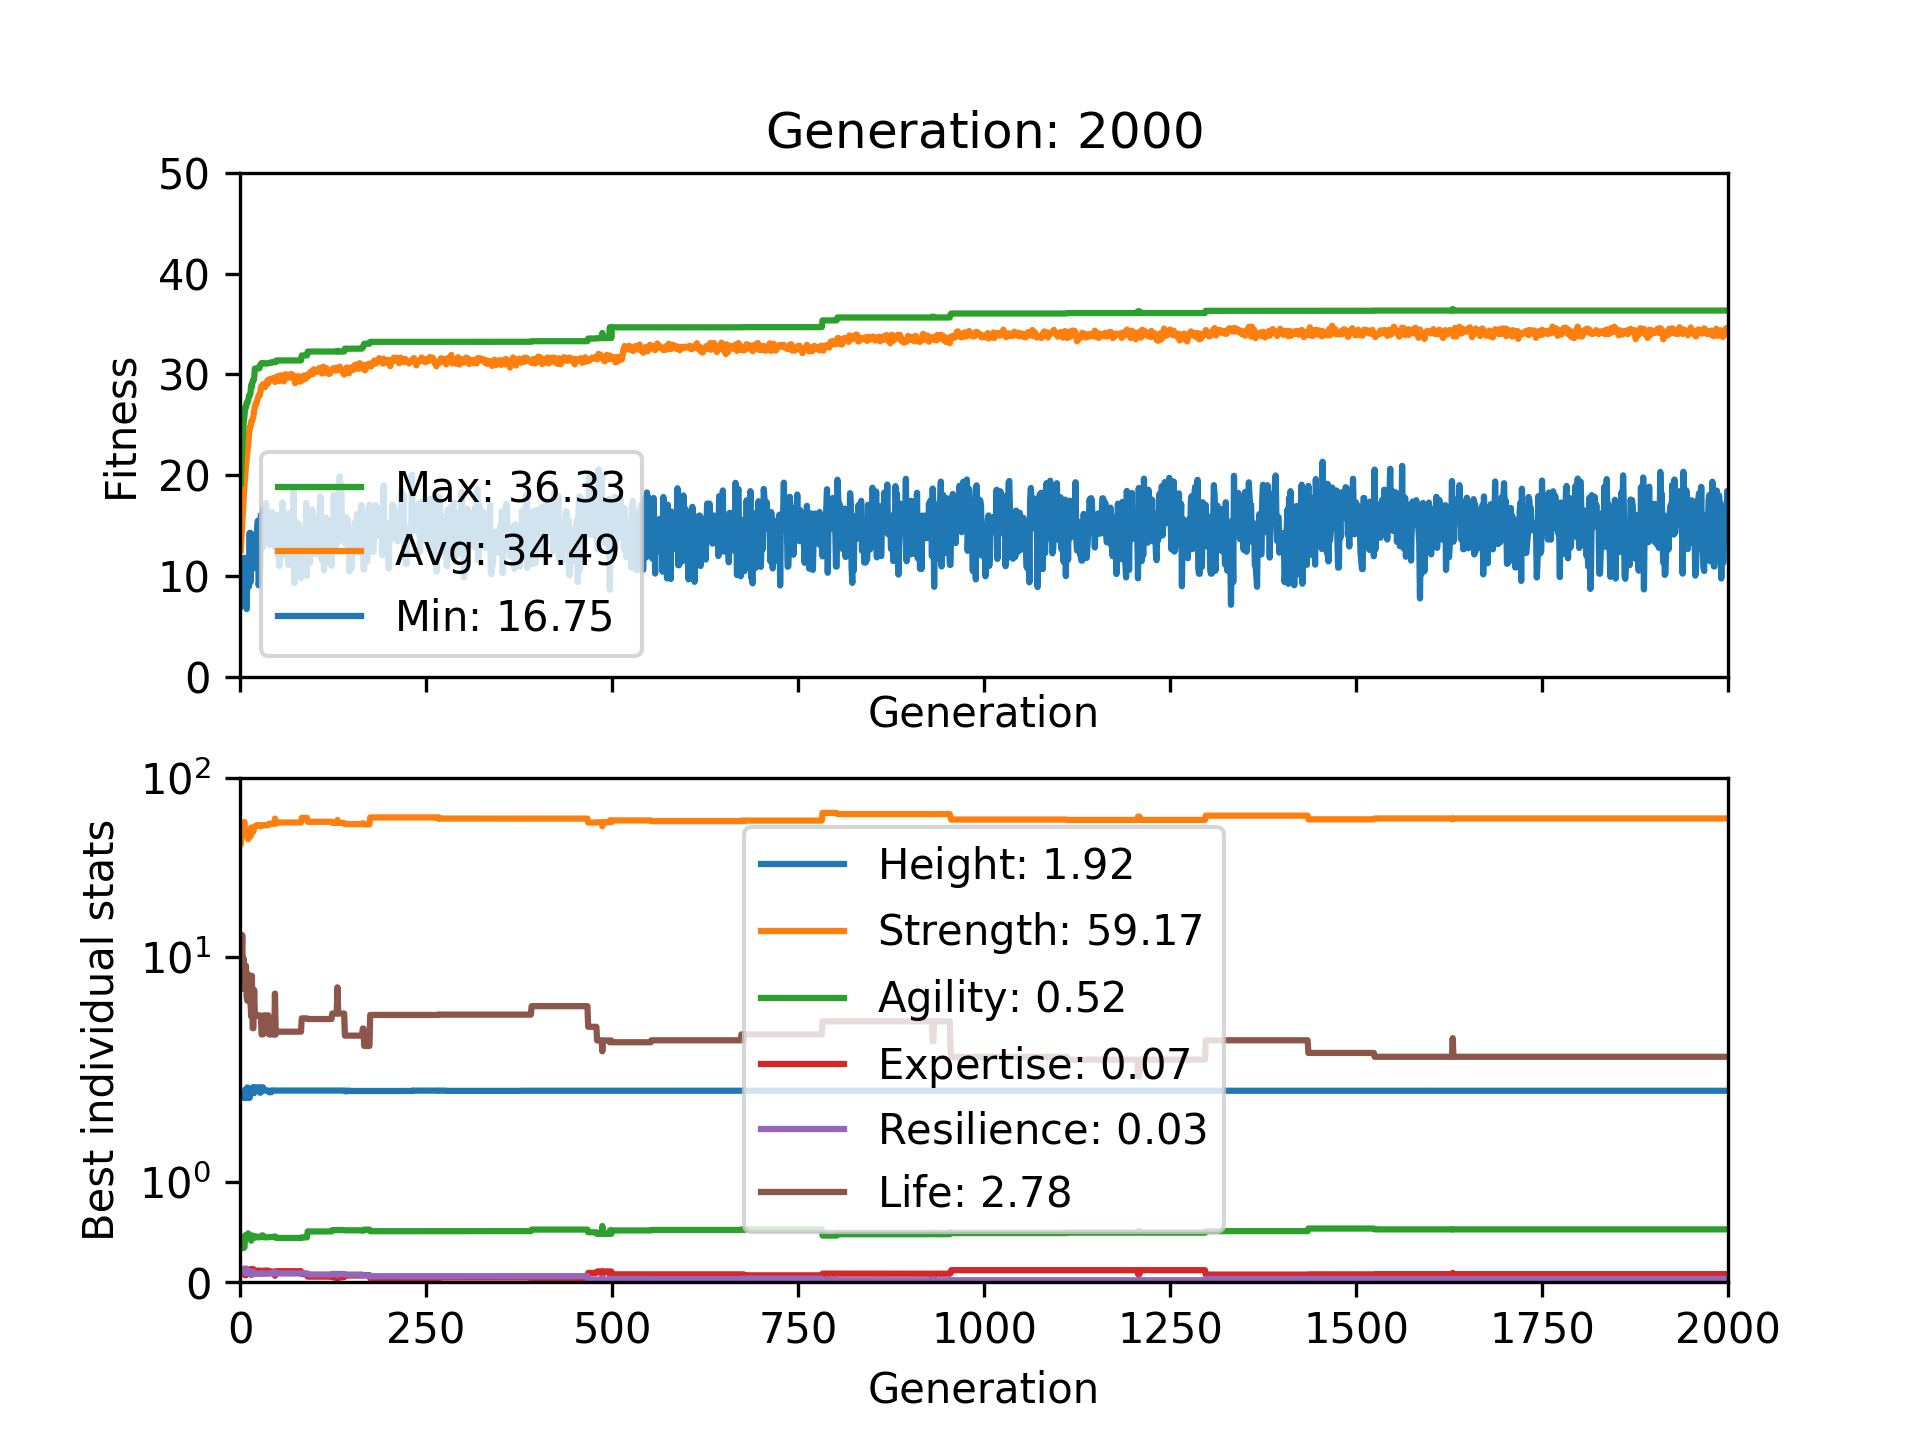 Generation: 2000
50
40
30
20
10
0
Fitness
Max: 36.33
Avg: 34.49
Min: 16.75
Generation
10²
10¹
10⁰
0
Best individual stats
Height: 1.92
Strength: 59.17
Agility: 0.52
Expertise: 0.07
Resilience: 0.03
Life: 2.78
0 250 500 750 1000 1250 1500 1750 2000
Generation